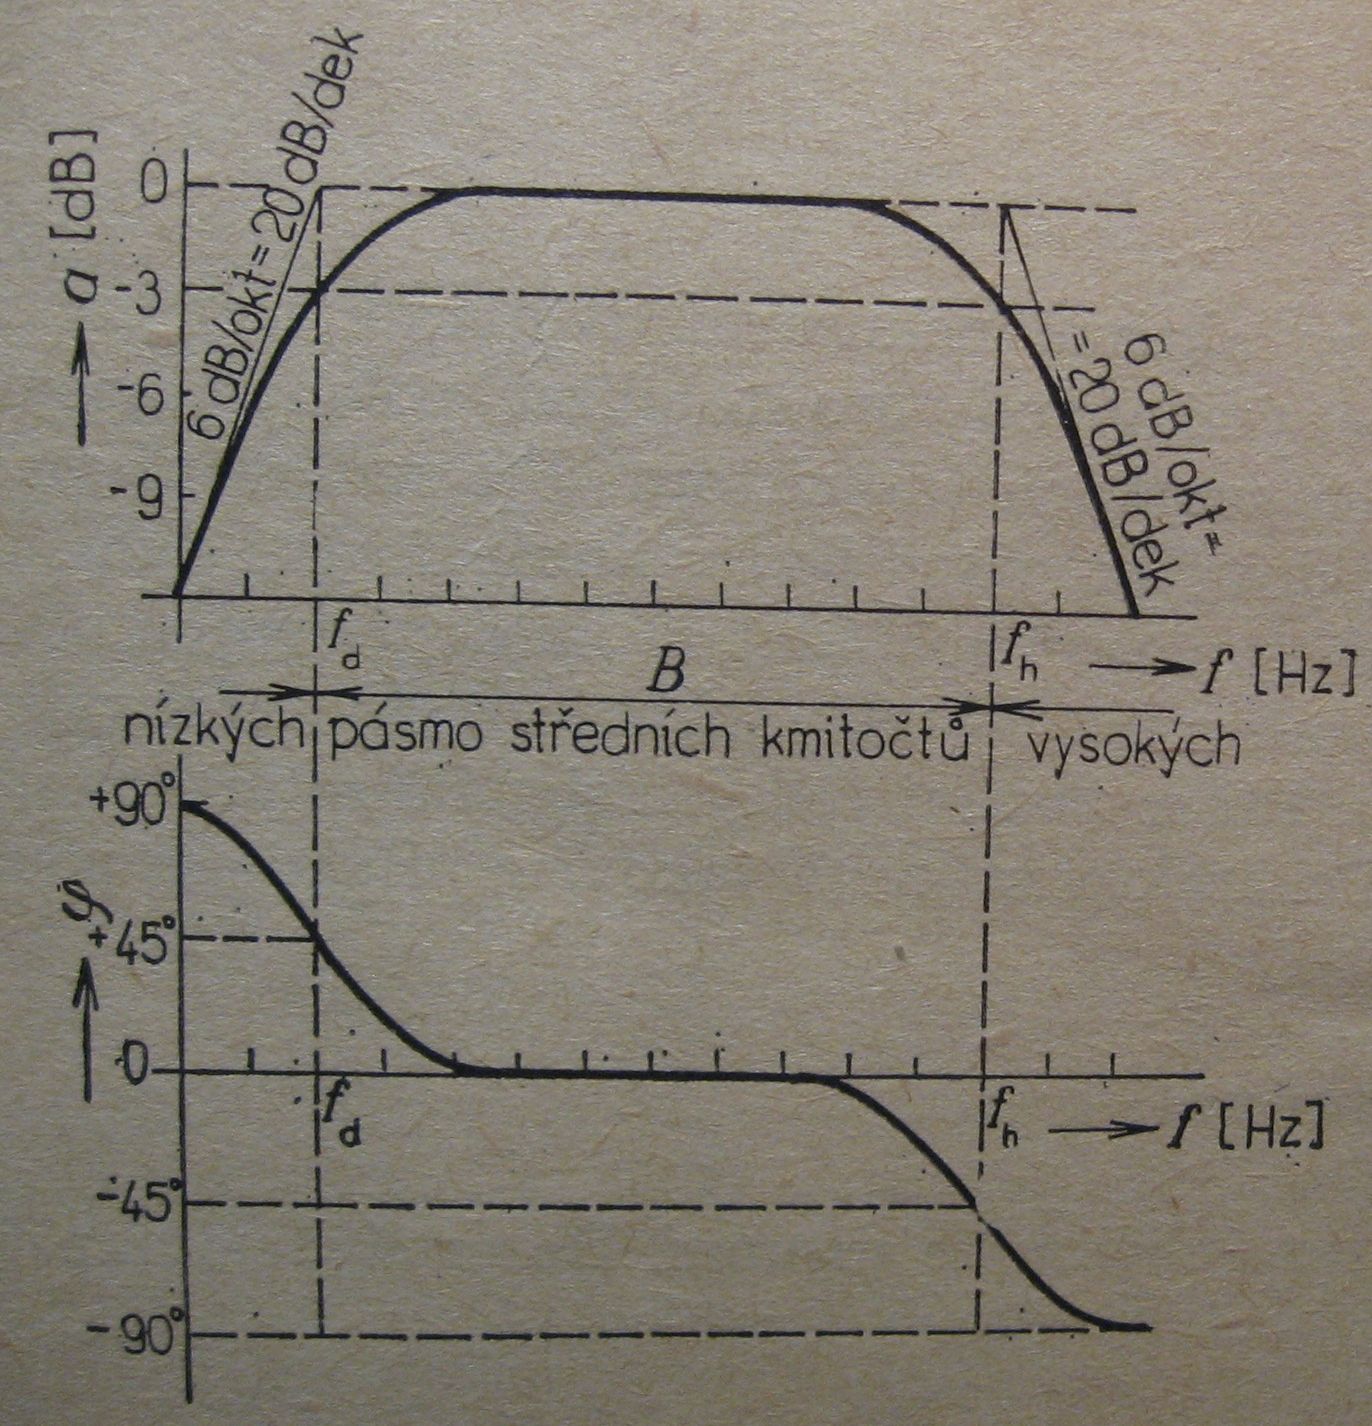 a [dB]
0
-3
-6
-9
6 dB/okt = 20 dB/dek
6 dB/okt =
= 20 dB/dek
f_d
B
f_h
f [Hz]
nízkých pásmo středních kmitočtů vysokých
φ
+90°
+45°
0
-45°
-90°
f_d
f_h
f [Hz]